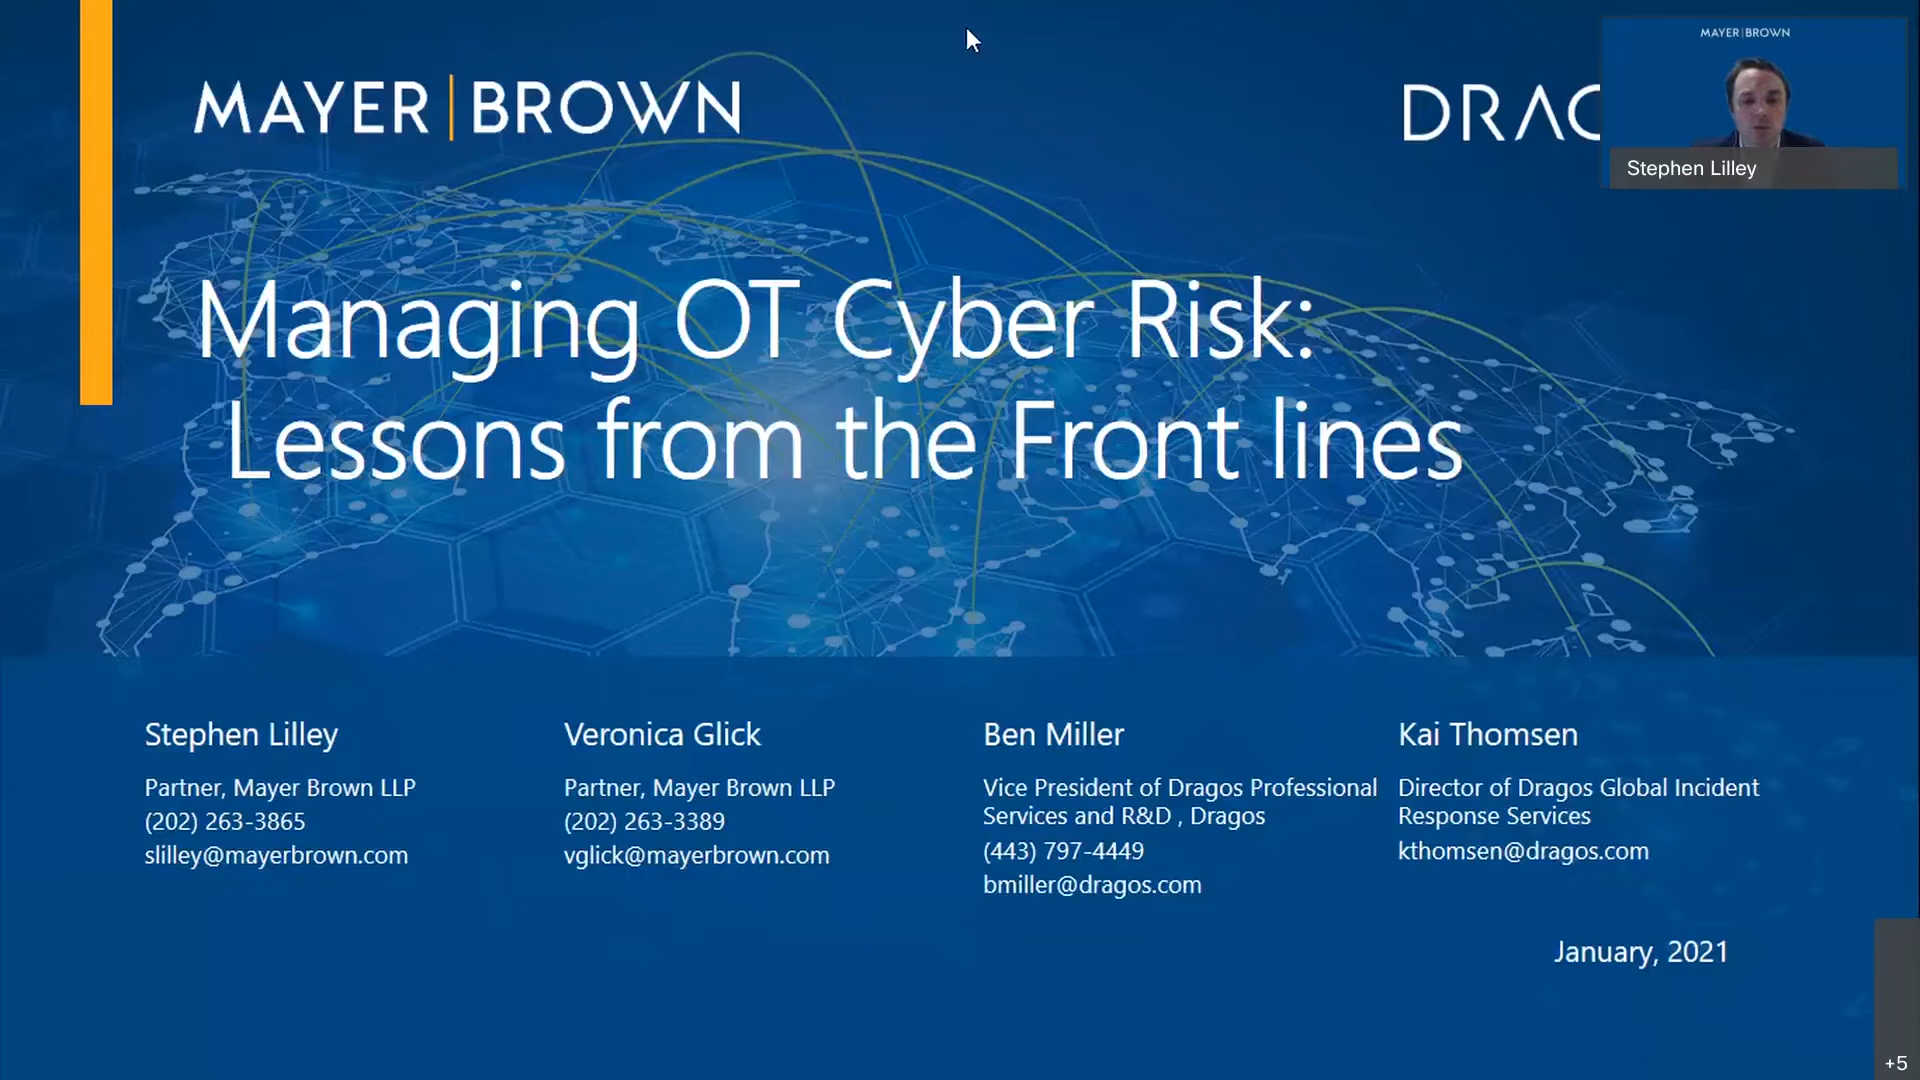 MAYER|BROWN
DRAG
MAYER|BROWN
Stephen Lilley
Managing OT Cyber Risk:
Lessons from the Front lines
Stephen Lilley
Partner, Mayer Brown LLP
(202) 263-3865
slilley@mayerbrown.com
Veronica Glick
Partner, Mayer Brown LLP
(202) 263-3389
vglick@mayerbrown.com
Ben Miller
Vice President of Dragos Professional
Services and R&D , Dragos
(443) 797-4449
bmiller@dragos.com
Kai Thomsen
Director of Dragos Global Incident
Response Services
kthomsen@dragos.com
January, 2021
+5